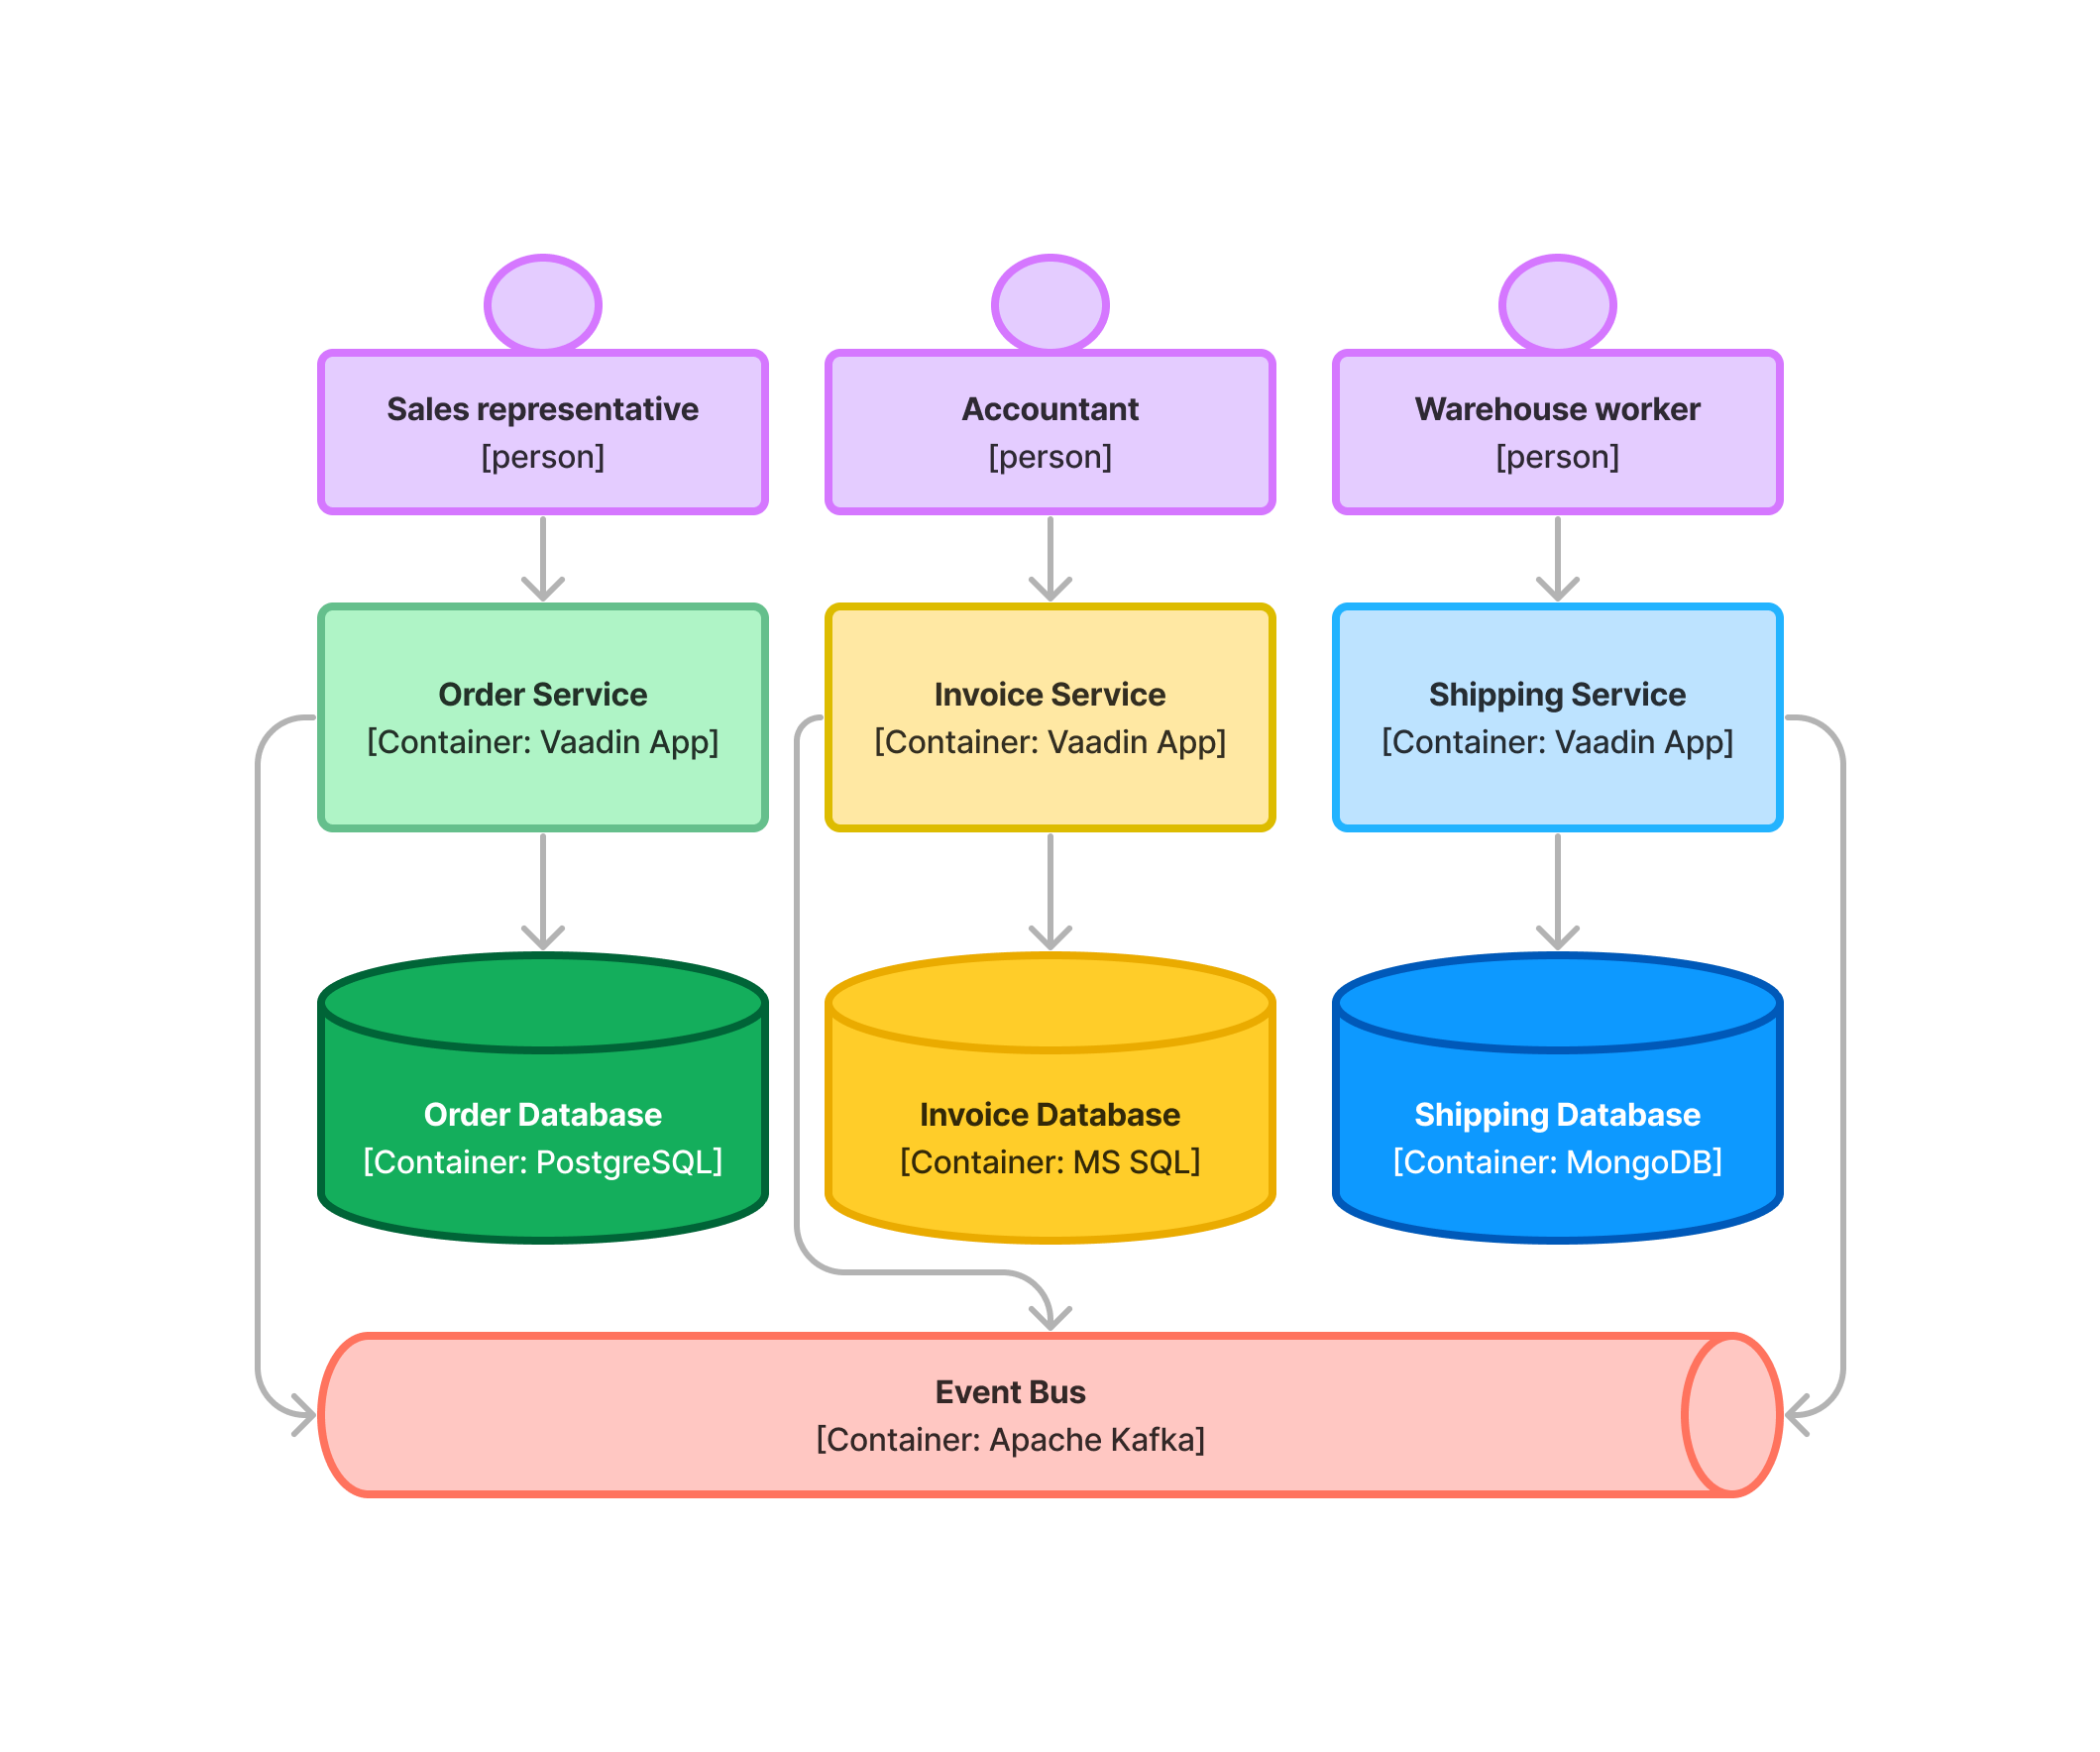 Sales representative
[person]
Accountant
[person]
Warehouse worker
[person]
Order Service
[Container: Vaadin App]
Invoice Service
[Container: Vaadin App]
Shipping Service
[Container: Vaadin App]
Order Database
[Container: PostgreSQL]
Invoice Database
[Container: MS SQL]
Shipping Database
[Container: MongoDB]
Event Bus
[Container: Apache Kafka]